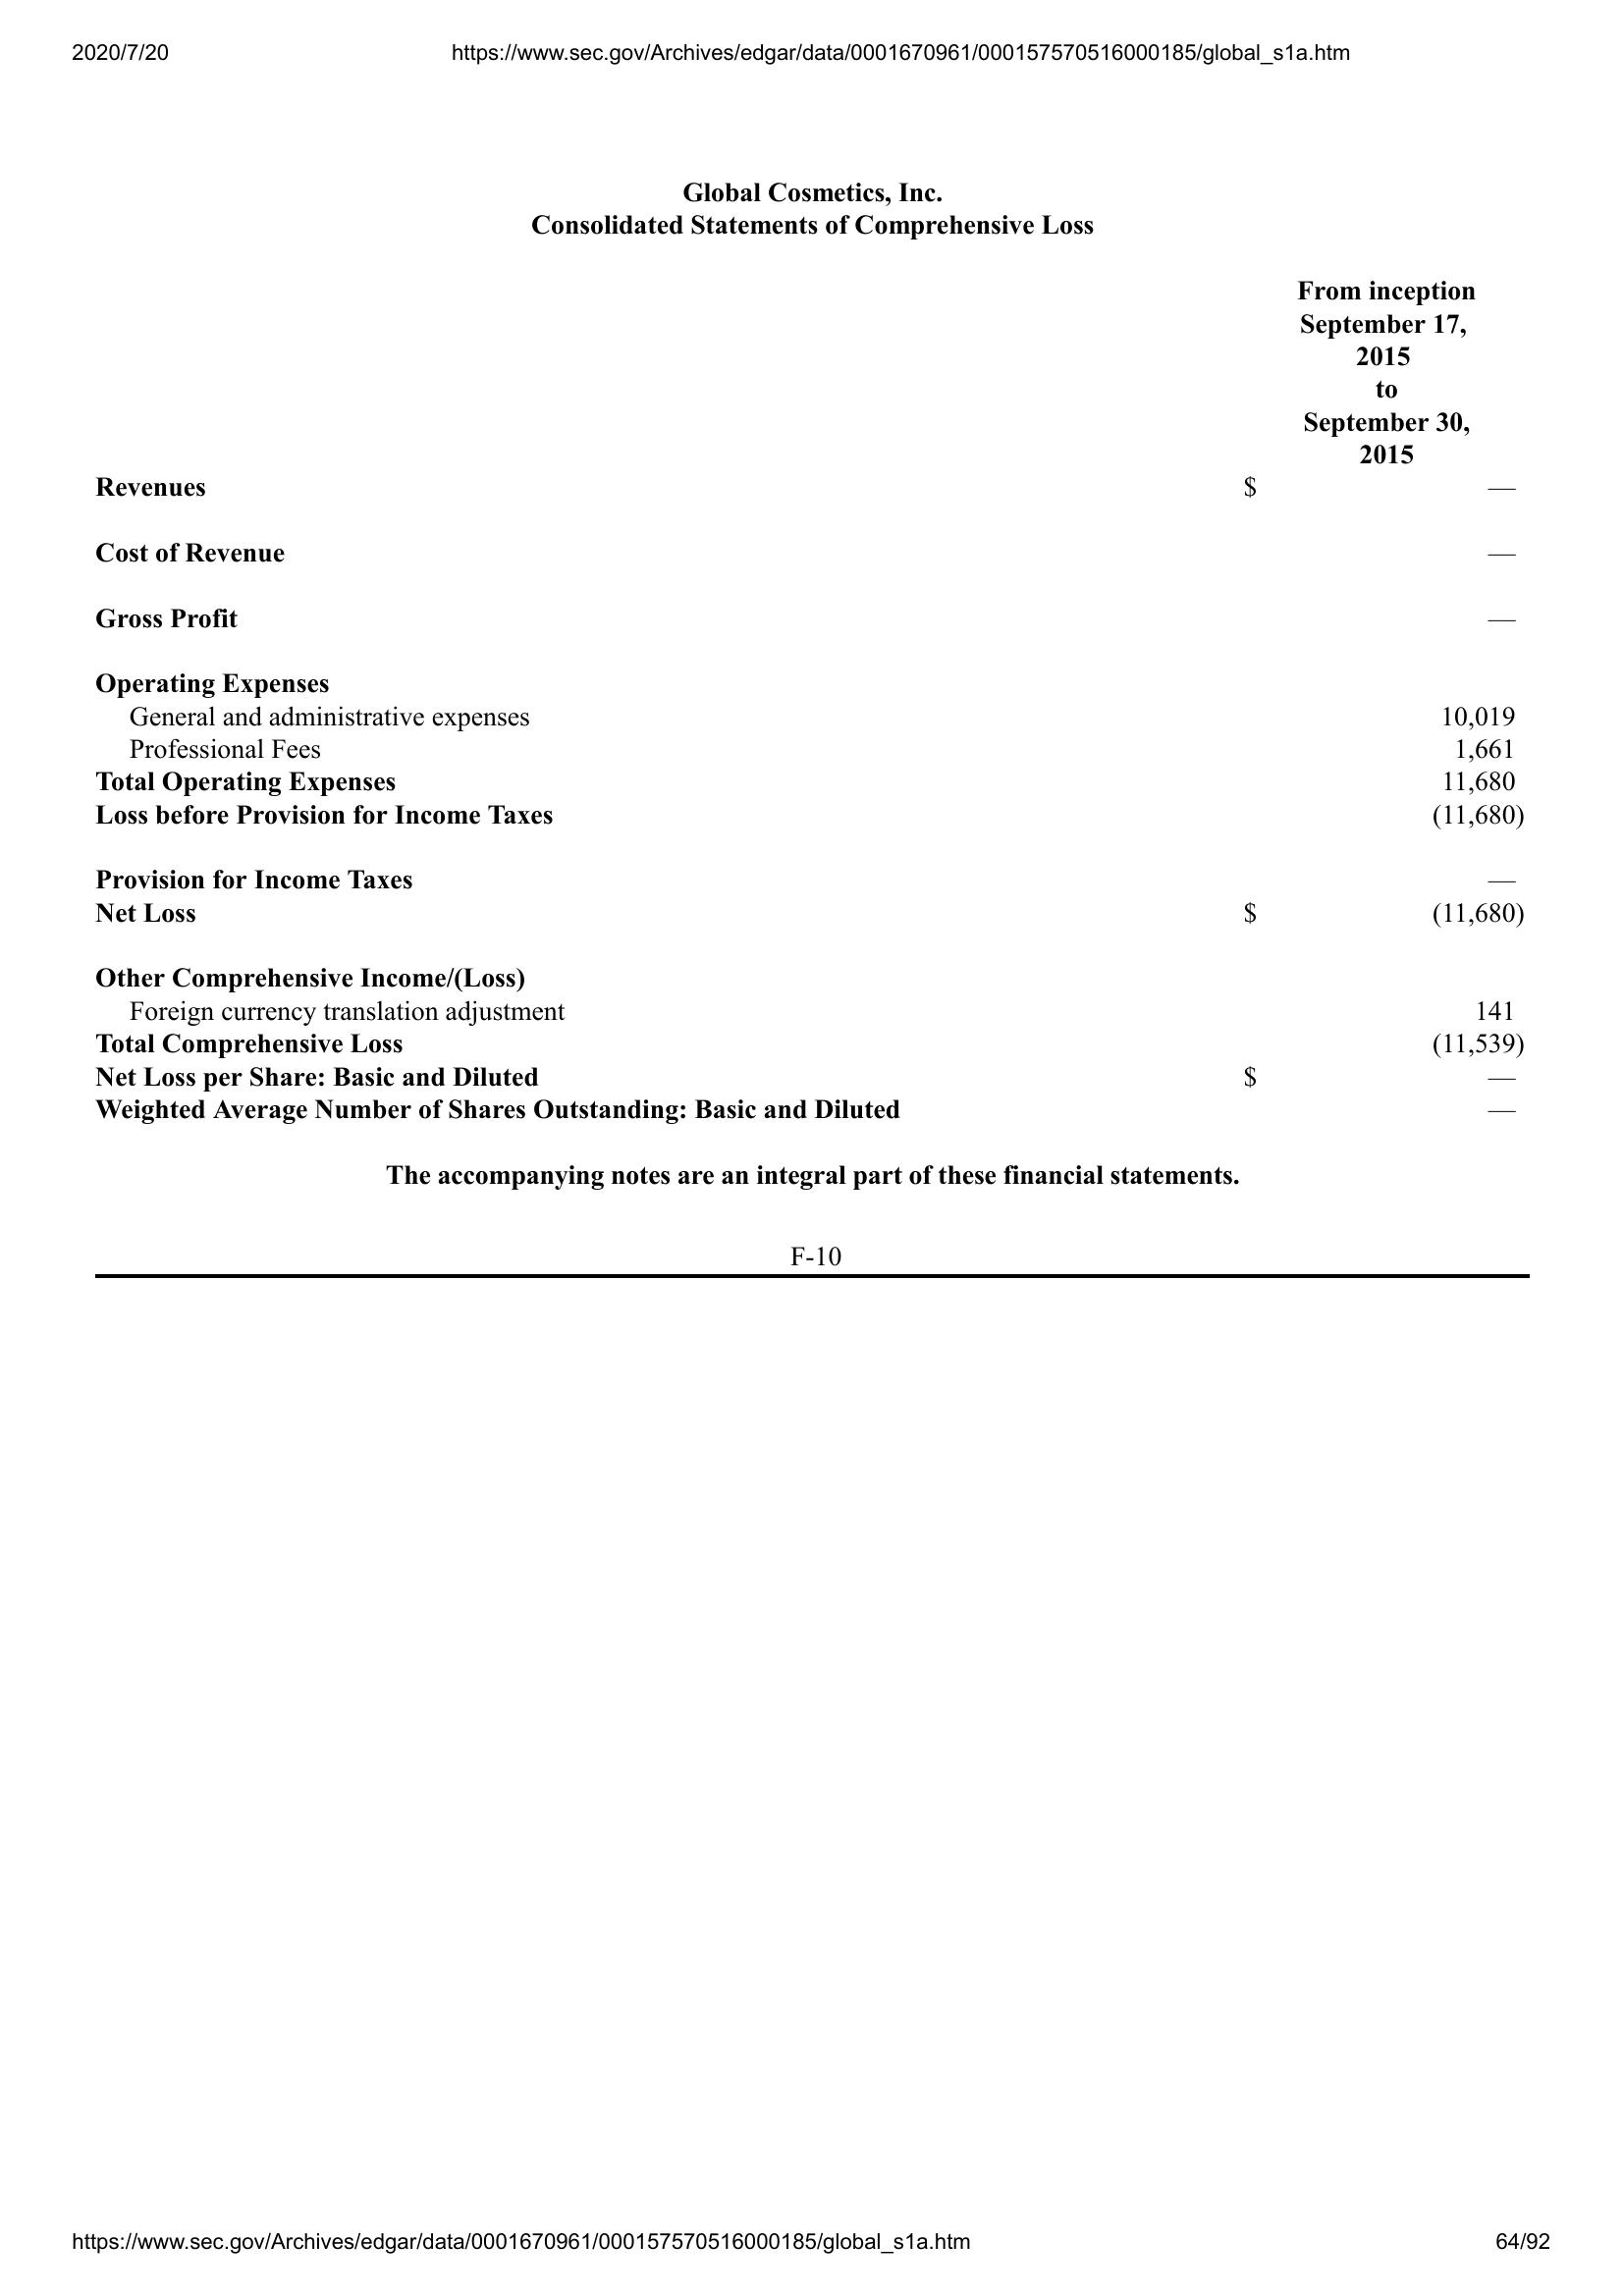 2020/7/20 https://www.sec.gov/Archives/edgar/data/0001670961/000157570516000185/global_s1a.htm
Global Cosmetics, Inc.
Consolidated Statements of Comprehensive Loss
From inception
September 17,
2015
to
September 30,
2015
Revenues $ —
Cost of Revenue —
Gross Profit —
Operating Expenses
General and administrative expenses 10,019
Professional Fees 1,661
Total Operating Expenses 11,680
Loss before Provision for Income Taxes (11,680)
Provision for Income Taxes —
Net Loss $ (11,680)
Other Comprehensive Income/(Loss)
Foreign currency translation adjustment 141
Total Comprehensive Loss (11,539)
Net Loss per Share: Basic and Diluted $ —
Weighted Average Number of Shares Outstanding: Basic and Diluted —
The accompanying notes are an integral part of these financial statements.
F-10
https://www.sec.gov/Archives/edgar/data/0001670961/000157570516000185/global_s1a.htm 64/92